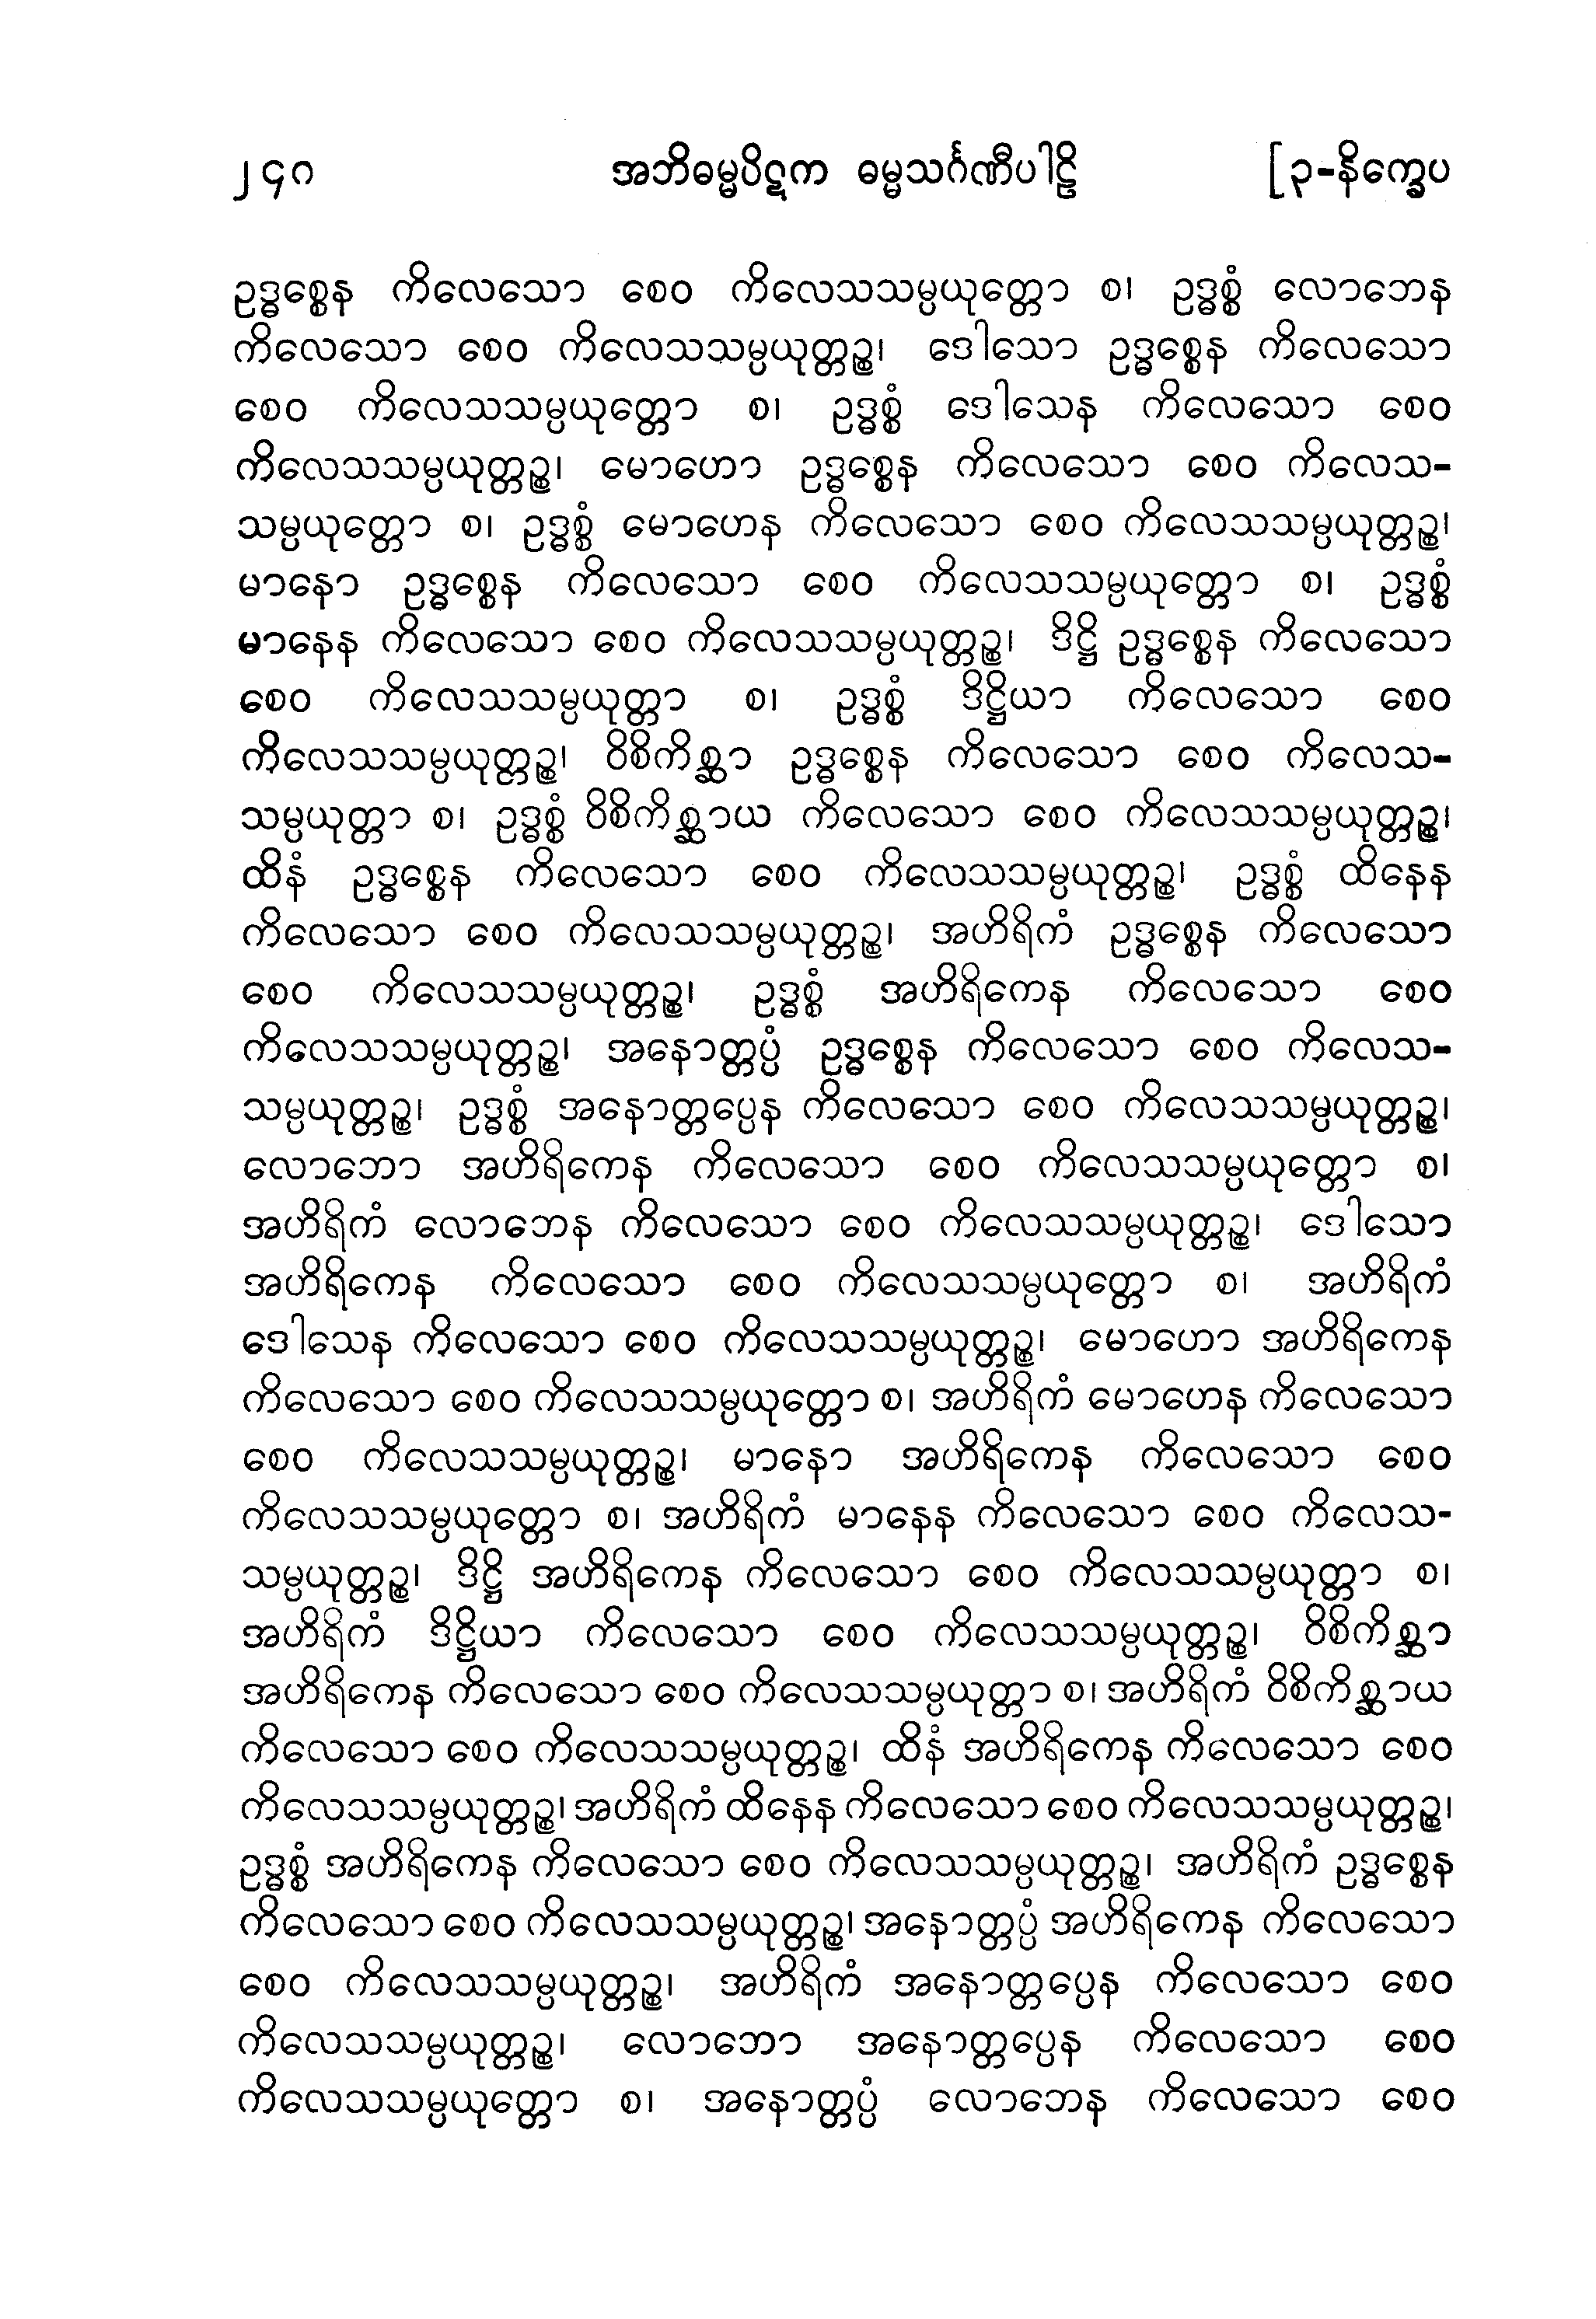 ၂၄၀ အဘိဓမ္မပိဋက ဓမ္မသင်္ဂဏီပါဠိ [၃-နိက္ခေပ
ဥဒ္ဓစ္စေန ကိလေသော စေဝ ကိလေသသမ္ပယုတ္တော စ၊ ဥဒ္ဓစ္စံ လောဘေန
ကိလေသော စေဝ ကိလေသသမ္ပယုတ္တဉ္စ၊ ဒေါသော ဥဒ္ဓစ္စေန ကိလေသော
စေဝ ကိလေသသမ္ပယုတ္တော စ၊ ဥဒ္ဓစ္စံ ဒေါသေန ကိလေသော စေဝ
ကိလေသသမ္ပယုတ္တဉ္စ၊ မောဟော ဥဒ္ဓစ္စေန ကိလေသော စေဝ ကိလေသ-
သမ္ပယုတ္တော စ၊ ဥဒ္ဓစ္စံ မောဟေန ကိလေသော စေဝ ကိလေသသမ္ပယုတ္တဉ္စ၊
မာနော ဥဒ္ဓစ္စေန ကိလေသော စေဝ ကိလေသသမ္ပယုတ္တော စ၊ ဥဒ္ဓစ္စံ
မာနေန ကိလေသော စေဝ ကိလေသသမ္ပယုတ္တဉ္စ၊ ဒိဋ္ဌိ ဥဒ္ဓစ္စေန ကိလေသော
စေဝ ကိလေသသမ္ပယုတ္တာ စ၊ ဥဒ္ဓစ္စံ ဒိဋ္ဌိယာ ကိလေသော စေဝ
ကိလေသသမ္ပယုတ္တဉ္စ၊ ဝိစိကိစ္ဆာ ဥဒ္ဓစ္စေန ကိလေသော စေဝ ကိလေသ-
သမ္ပယုတ္တာ စ၊ ဥဒ္ဓစ္စံ ဝိစိကိစ္ဆာယ ကိလေသော စေဝ ကိလေသသမ္ပယုတ္တဉ္စ၊
ထိနံ ဥဒ္ဓစ္စေန ကိလေသော စေဝ ကိလေသသမ္ပယုတ္တဉ္စ၊ ဥဒ္ဓစ္စံ ထိနေန
ကိလေသော စေဝ ကိလေသသမ္ပယုတ္တဉ္စ၊ အဟိရိကံ ဥဒ္ဓစ္စေန ကိလေသော
စေဝ ကိလေသသမ္ပယုတ္တဉ္စ၊ ဥဒ္ဓစ္စံ အဟိရိကေန ကိလေသော စေဝ
ကိလေသသမ္ပယုတ္တဉ္စ၊ အနောတ္တပ္ပံ ဥဒ္ဓစ္စေန ကိလေသော စေဝ ကိလေသ-
သမ္ပယုတ္တဉ္စ၊ ဥဒ္ဓစ္စံ အနောတ္တပ္ပေန ကိလေသော စေဝ ကိလေသသမ္ပယုတ္တဉ္စ၊
လောဘော အဟိရိကေန ကိလေသော စေဝ ကိလေသသမ္ပယုတ္တော စ၊
အဟိရိကံ လောဘေန ကိလေသော စေဝ ကိလေသသမ္ပယုတ္တဉ္စ၊ ဒေါသော
အဟိရိကေန ကိလေသော စေဝ ကိလေသသမ္ပယုတ္တော စ၊ အဟိရိကံ
ဒေါသေန ကိလေသော စေဝ ကိလေသသမ္ပယုတ္တဉ္စ၊ မောဟော အဟိရိကေန
ကိလေသော စေဝ ကိလေသသမ္ပယုတ္တော စ၊ အဟိရိကံ မောဟေန ကိလေသော
စေဝ ကိလေသသမ္ပယုတ္တဉ္စ၊ မာနော အဟိရိကေန ကိလေသော စေဝ
ကိလေသသမ္ပယုတ္တော စ၊ အဟိရိကံ မာနေန ကိလေသော စေဝ ကိလေသ-
သမ္ပယုတ္တဉ္စ၊ ဒိဋ္ဌိ အဟိရိကေန ကိလေသော စေဝ ကိလေသသမ္ပယုတ္တာ စ၊
အဟိရိကံ ဒိဋ္ဌိယာ ကိလေသော စေဝ ကိလေသသမ္ပယုတ္တဉ္စ၊ ဝိစိကိစ္ဆာ
အဟိရိကေန ကိလေသော စေဝ ကိလေသသမ္ပယုတ္တာ စ၊ အဟိရိကံ ဝိစိကိစ္ဆာယ
ကိလေသော စေဝ ကိလေသသမ္ပယုတ္တဉ္စ၊ ထိနံ အဟိရိကေန ကိလေသော စေဝ
ကိလေသသမ္ပယုတ္တဉ္စ၊ အဟိရိကံ ထိနေန ကိလေသော စေဝ ကိလေသသမ္ပယုတ္တဉ္စ၊
ဥဒ္ဓစ္စံ အဟိရိကေန ကိလေသော စေဝ ကိလေသသမ္ပယုတ္တဉ္စ၊ အဟိရိကံ ဥဒ္ဓစ္စေန
ကိလေသော စေဝ ကိလေသသမ္ပယုတ္တဉ္စ၊ အနောတ္တပ္ပံ အဟိရိကေန ကိလေသော
စေဝ ကိလေသသမ္ပယုတ္တဉ္စ၊ အဟိရိကံ အနောတ္တပ္ပေန ကိလေသော စေဝ
ကိလေသသမ္ပယုတ္တဉ္စ၊ လောဘော အနောတ္တပ္ပေန ကိလေသော စေဝ
ကိလေသသမ္ပယုတ္တော စ၊ အနောတ္တပ္ပံ လောဘေန ကိလေသော စေဝ